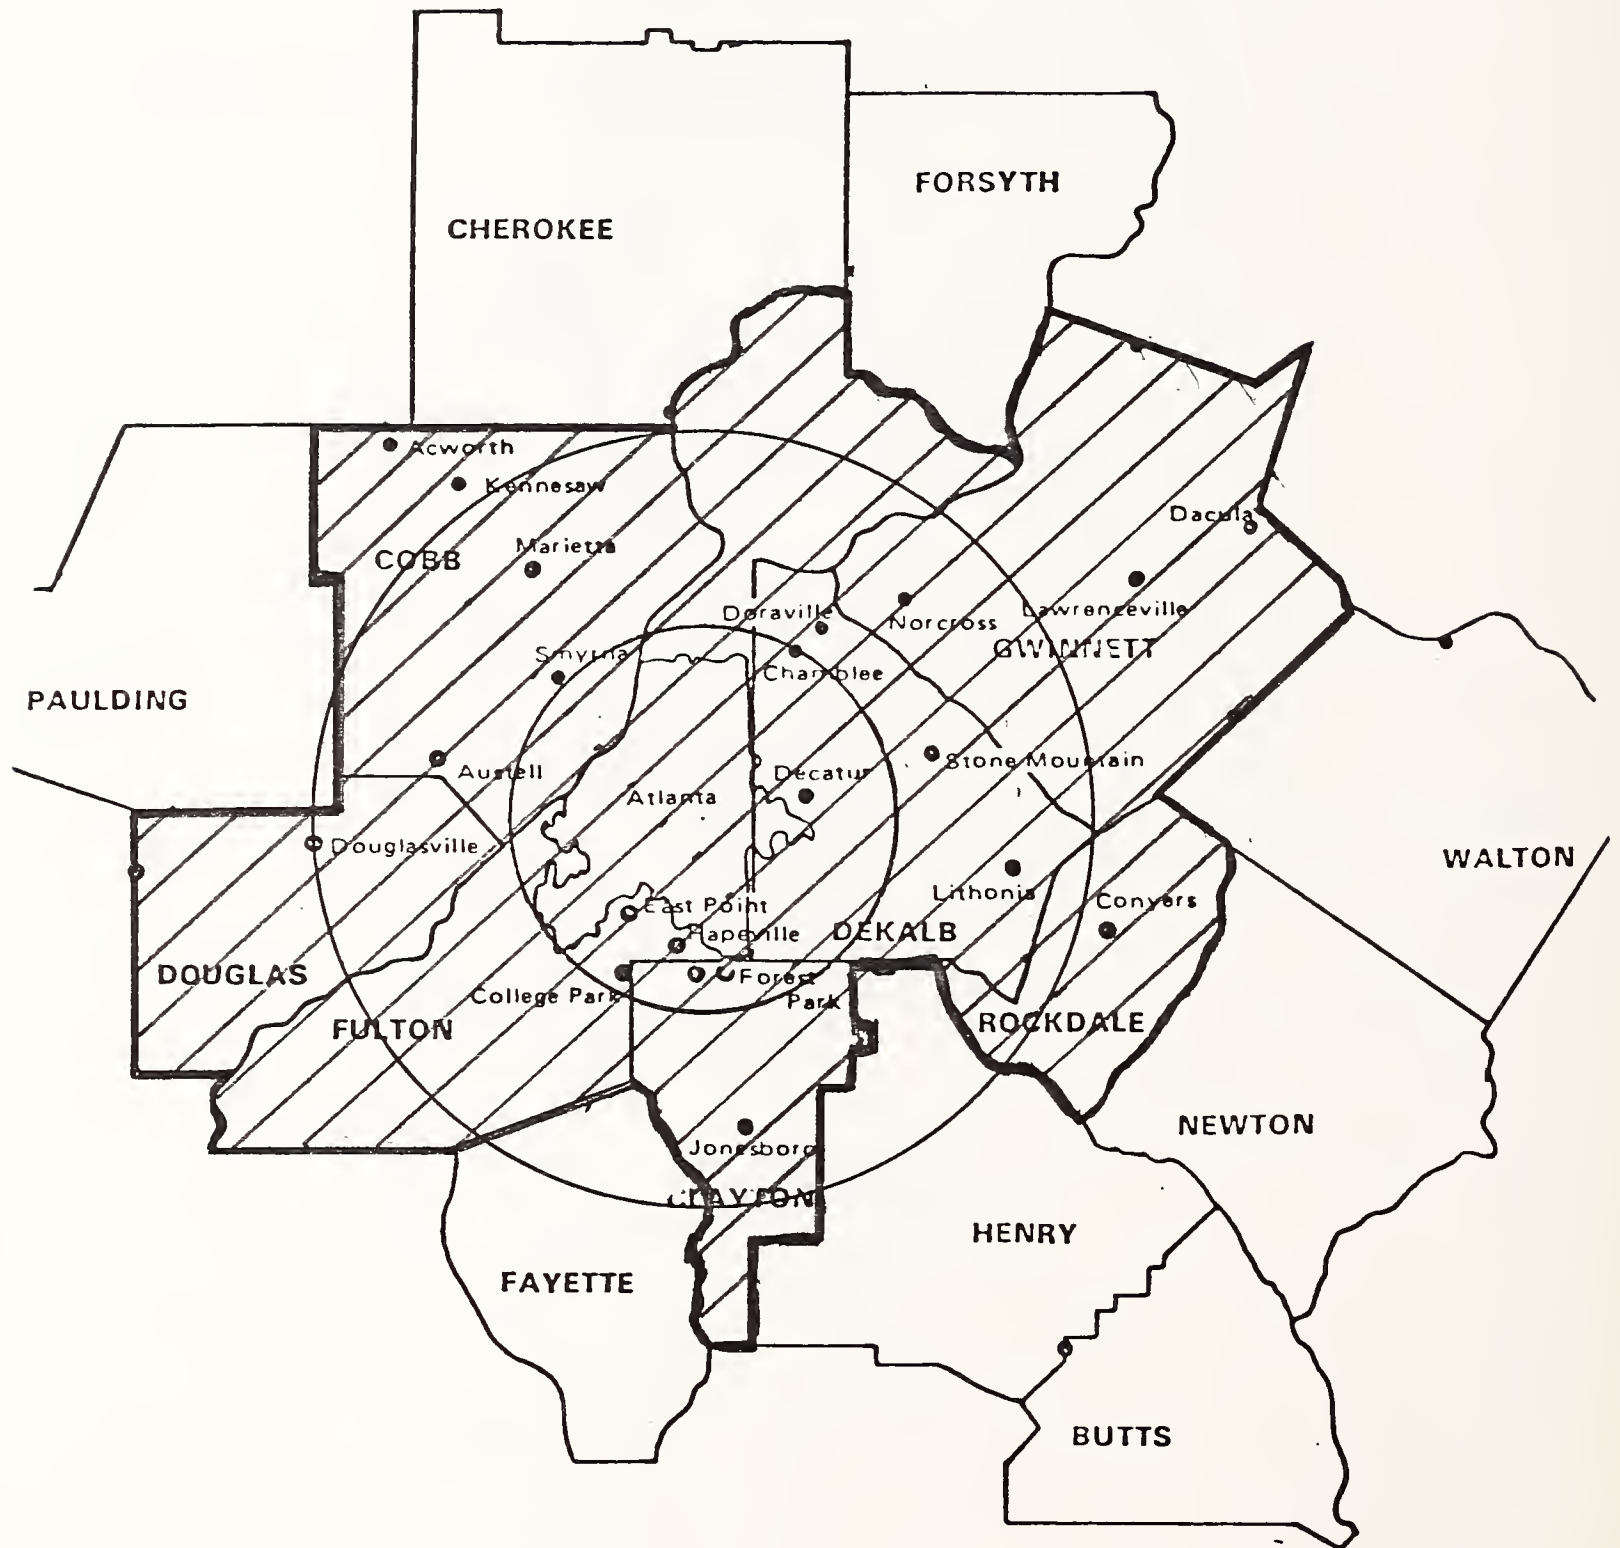 FORSYTH
CHEROKEE
Acworth
Kennesaw
Dacula
Marietta
COBB
Doraville
Lawrenceville
Norcross
GWINNETT
Smyrna
Chamblee
PAULDING
Stone Mountain
Austell
Decatur
Atlanta
Douglasville
WALTON
Lithonia
Conyers
East Point
Hapeville
DEKALB
DOUGLAS
Forest
Park
College Park
FULTON
ROCKDALE
NEWTON
Jonesboro
CLAYTON
HENRY
FAYETTE
BUTTS